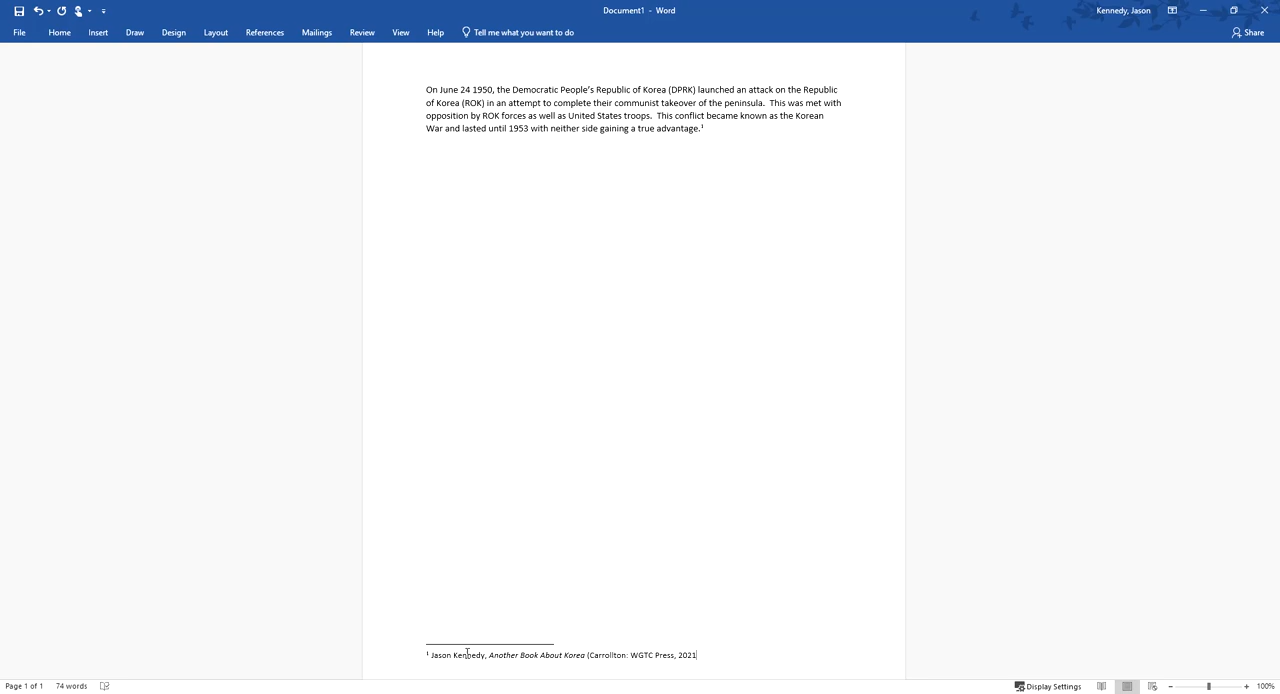 Document1 - Word
Kennedy, Jason
File Home Insert Draw Design Layout References Mailings Review View Help Tell me what you want to do
Share
On June 24 1950, the Democratic People's Republic of Korea (DPRK) launched an attack on the Republic
of Korea (ROK) in an attempt to complete their communist takeover of the peninsula.  This was met with
opposition by ROK forces as well as United States troops.  This conflict became known as the Korean
War and lasted until 1953 with neither side gaining a true advantage.¹
¹ Jason Kennedy, Another Book About Korea (Carrollton: WGTC Press, 2021
Page 1 of 1 74 words
Display Settings
100%